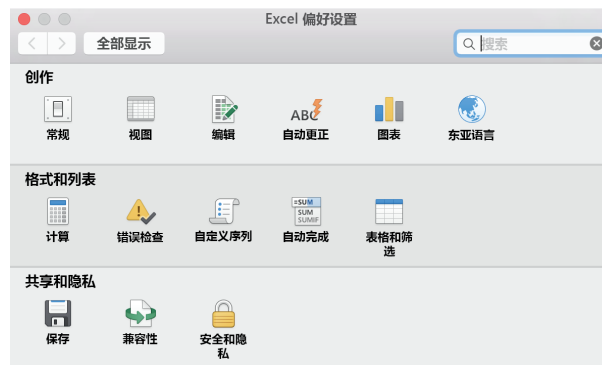 Excel 偏好设置
全部显示
搜索
创作
常规
视图
编辑
ABC
自动更正
图表
东亚语言
格式和列表
=SUM
SUM
SUMIF
计算
错误检查
自定义序列
自动完成
表格和筛
选
共享和隐私
保存
兼容性
安全和隐
私